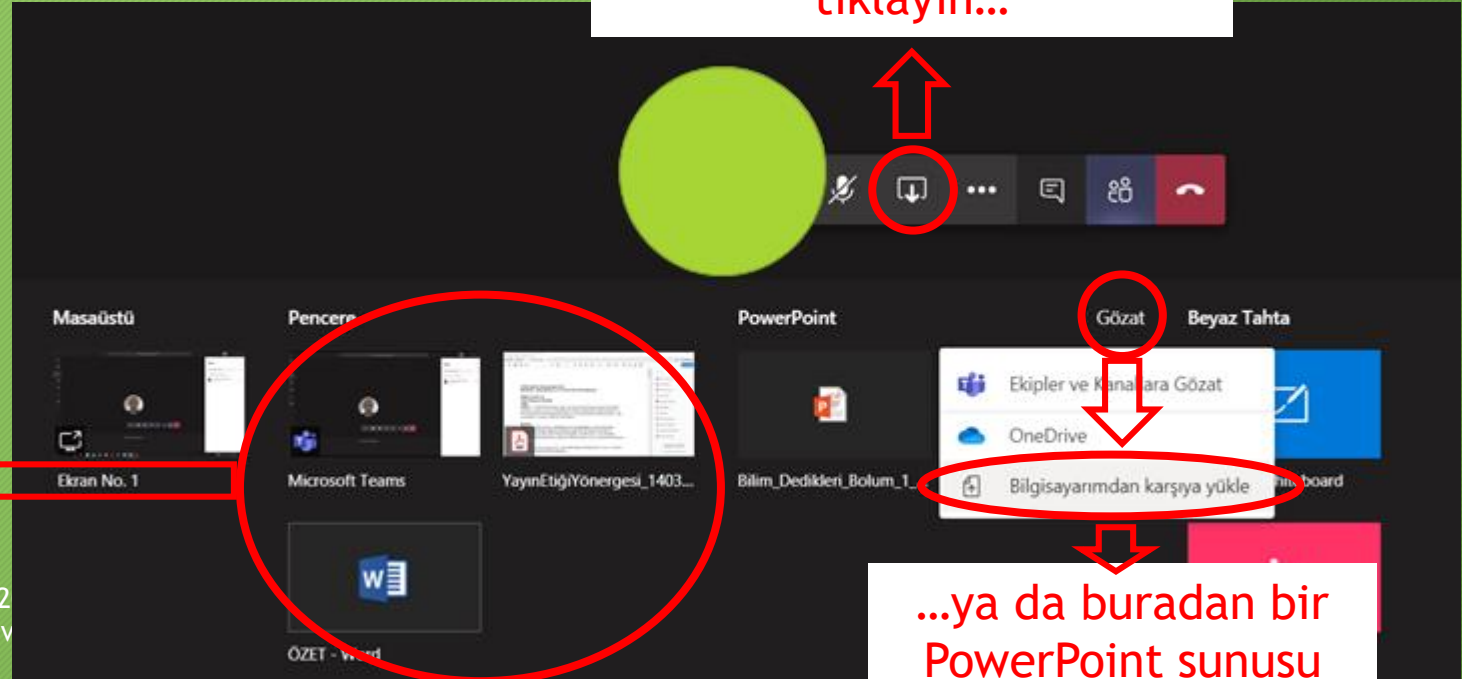 tıklayın…
Masaüstü
Pencere
PowerPoint
Gözat
Beyaz Tahta
Ekipler ve Kanallara Gözat
OneDrive
Bilgisayarımdan karşıya yükle
Ekran No. 1
Microsoft Teams
YayınEtiğiYönergesi_1403...
Bilim_Dedikleri_Bolum_1_
ÖZET - Word
…ya da buradan bir
PowerPoint sunusu